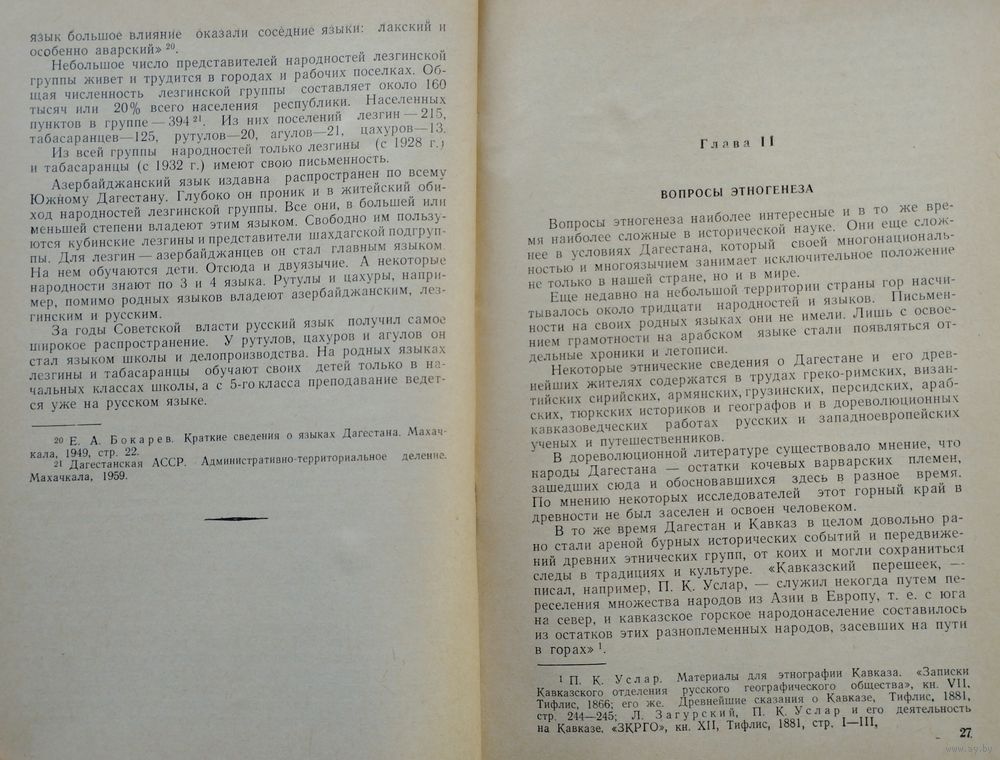 язык большое влияние оказали соседние языки: лакский и
особенно аварский» 20.
Небольшое число представителей народностей лезгинской
группы живет и трудится в городах и рабочих поселках. Об-
щая численность лезгинской группы составляет около 160
тысяч или 20% всего населения республики. Населенных
пунктов в группе — 394 21. Из них поселений лезгин — 215,
табасаранцев—125, рутулов—20, агулов—21, цахуров—13.
Из всей группы народностей только лезгины (с 1928 г.)
и табасаранцы (с 1932 г.) имеют свою письменность.
Азербайджанский язык издавна распространен по всему
Южному Дагестану. Глубоко он проник и в житейский оби-
ход народностей лезгинской группы. Все они, в большей или
меньшей степени владеют этим языком. Свободно им пользу-
ются кубинские лезгины и представители шахдагской подгруп-
пы. Для лезгин — азербайджанцев он стал главным языком.
На нем обучаются дети. Отсюда и двуязычие. А некоторые
народности знают по 3 и 4 языка. Рутулы и цахуры, напри-
мер, помимо родных языков владеют азербайджанским, лез-
гинским и русским.
За годы Советской власти русский язык получил самое
широкое распространение. У рутулов, цахуров и агулов он
стал языком школы и делопроизводства. На родных языках
лезгины и табасаранцы обучают своих детей только в на-
чальных классах школы, а с 5-го класса преподавание ведет-
ся уже на русском языке.
20 Е. А. Бокарев. Краткие сведения о языках Дагестана. Махач-
кала, 1949, стр. 22.
21 Дагестанская АССР. Административно-территориальное деление.
Махачкала, 1959.
Глава II
ВОПРОСЫ ЭТНОГЕНЕЗА
Вопросы этногенеза наиболее интересные и в то же вре-
мя наиболее сложные в исторической науке. Они еще слож-
нее в условиях Дагестана, который своей многонациональ-
ностью и многоязычием занимает исключительное положение
не только в нашей стране, но и в мире.
Еще недавно на небольшой территории страны гор насчи-
тывалось около тридцати народностей и языков. Письмен-
ности на своих родных языках они не имели. Лишь с освое-
нием грамотности на арабском языке стали появляться от-
дельные хроники и летописи.
Некоторые этнические сведения о Дагестане и его древ-
нейших жителях содержатся в трудах греко-римских, визан-
тийских сирийских, армянских, грузинских, персидских, араб-
ских, тюркских историков и географов и в дореволюционных
кавказоведческих работах русских и западноевропейских
ученых и путешественников.
В дореволюционной литературе существовало мнение, что
народы Дагестана — остатки кочевых варварских племен,
зашедших сюда и обосновавшихся здесь в разное время.
По мнению некоторых исследователей этот горный край в
древности не был заселен и освоен человеком.
В то же время Дагестан и Кавказ в целом довольно ра-
но стали ареной бурных исторических событий и передвиже-
ний древних этнических групп, от коих и могли сохраниться
следы в традициях и культуре. «Кавказский перешеек, —
писал, например, П. К. Услар, — служил некогда путем пе-
реселения множества народов из Азии в Европу, т. е. с юга
на север, и кавказское горское народонаселение составилось
из остатков этих разноплеменных народов, засевших на пути
в горах» 1.
1 П. К. Услар. Материалы для этнографии Кавказа. «Записки
Кавказского отделения русского географического общества», кн. VII,
Тифлис, 1866; его же. Древнейшие сказания о Кавказе, Тифлис, 1881,
стр. 244—245; Л. Загурский, П. К. Услар и его деятельность
на Кавказе. «ЗКРГО», кн. XII, Тифлис, 1881, стр. I—III,
27
www.ay.by